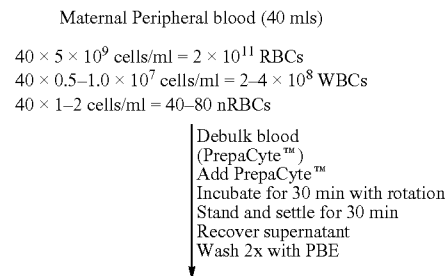 Maternal Peripheral blood (40 mls)
40 × 5 × 10⁹ cells/ml = 2 × 10¹¹ RBCs
40 × 0.5–1.0 × 10⁷ cells/ml = 2–4 × 10⁸ WBCs
40 × 1–2 cells/ml = 40–80 nRBCs
Debulk blood
(PrepaCyte™)
Add PrepaCyte™
Incubate for 30 min with rotation
Stand and settle for 30 min
Recover supernatant
Wash 2x with PBE